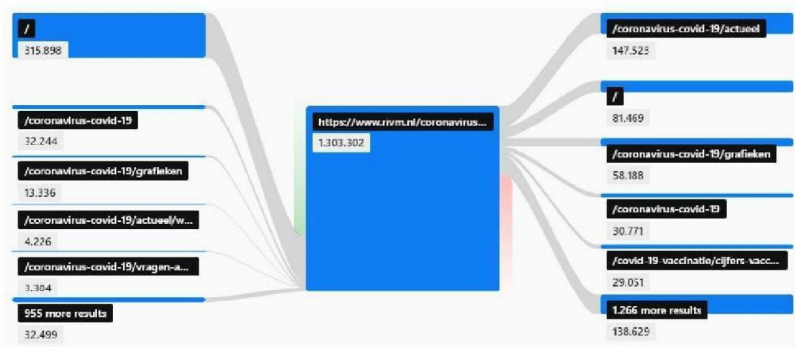 /
315.898
/coronavirus-covid-19
32.244
/coronavirus-covid-19/grafieken
13.336
/coronavirus-covid-19/actueel/w...
4.226
/coronavirus-covid-19/vragen-a...
3.304
955 more results
32.499
https://www.rivm.nl/coronavirus...
1.303.302
/coronavirus-covid-19/actueel
147.523
/
81.469
/coronavirus-covid-19/grafieken
58.188
/coronavirus-covid-19
30.771
/covid-19-vaccinatie/cijfers-vacc...
29.051
1.266 more results
138.629